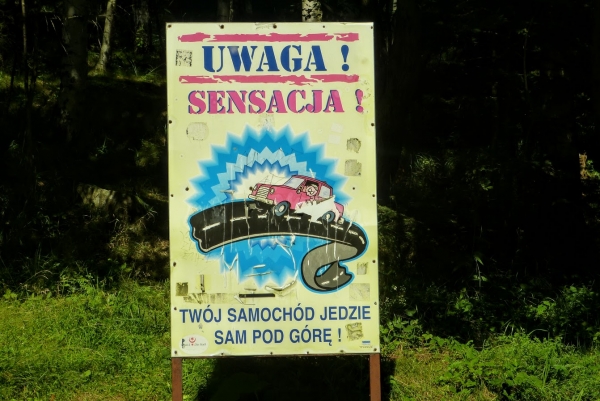 UWAGA !
SENSACJA !
TWÓJ SAMOCHÓD JEDZIE
SAM POD GÓRĘ !